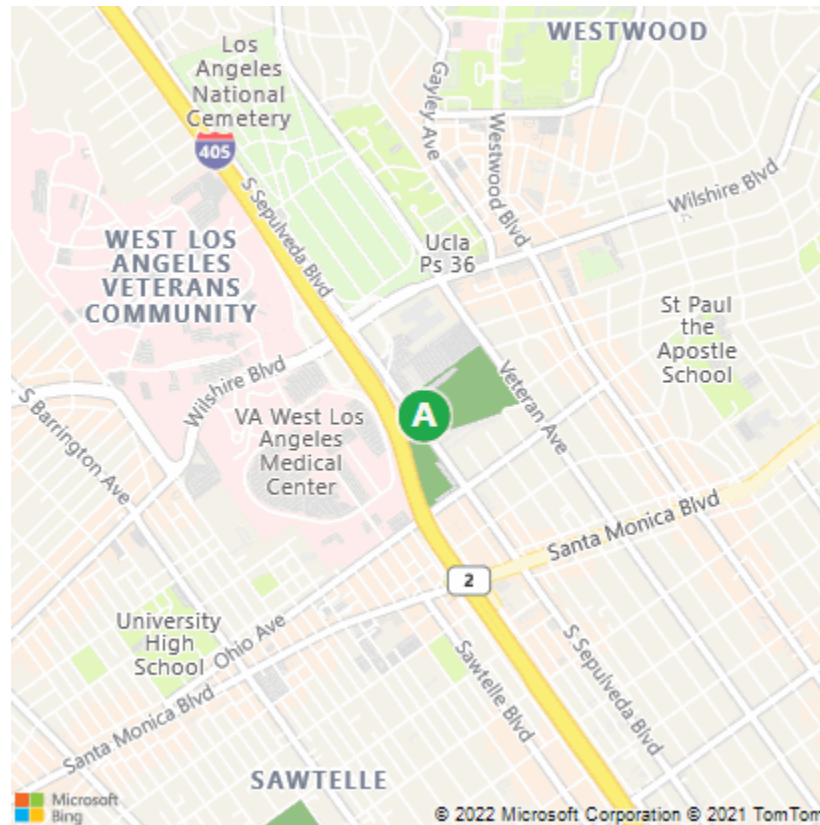 WESTWOOD
Los
Angeles
National
Cemetery
405
Gayley Ave
Westwood Blvd
S Sepulveda Blvd
Wilshire Blvd
WEST LOS
ANGELES
VETERANS
COMMUNITY
Ucla
Ps 36
St Paul
the
Apostle
School
Wilshire Blvd
S Barrington Ave
VA West Los
Angeles
Medical
Center
A
Veteran Ave
Santa Monica Blvd
2
University
High
School
Ohio Ave
Santa Monica Blvd
Sawtelle Blvd
S Sepulveda Blvd
SAWTELLE
Microsoft
Bing
© 2022 Microsoft Corporation © 2021 TomTom